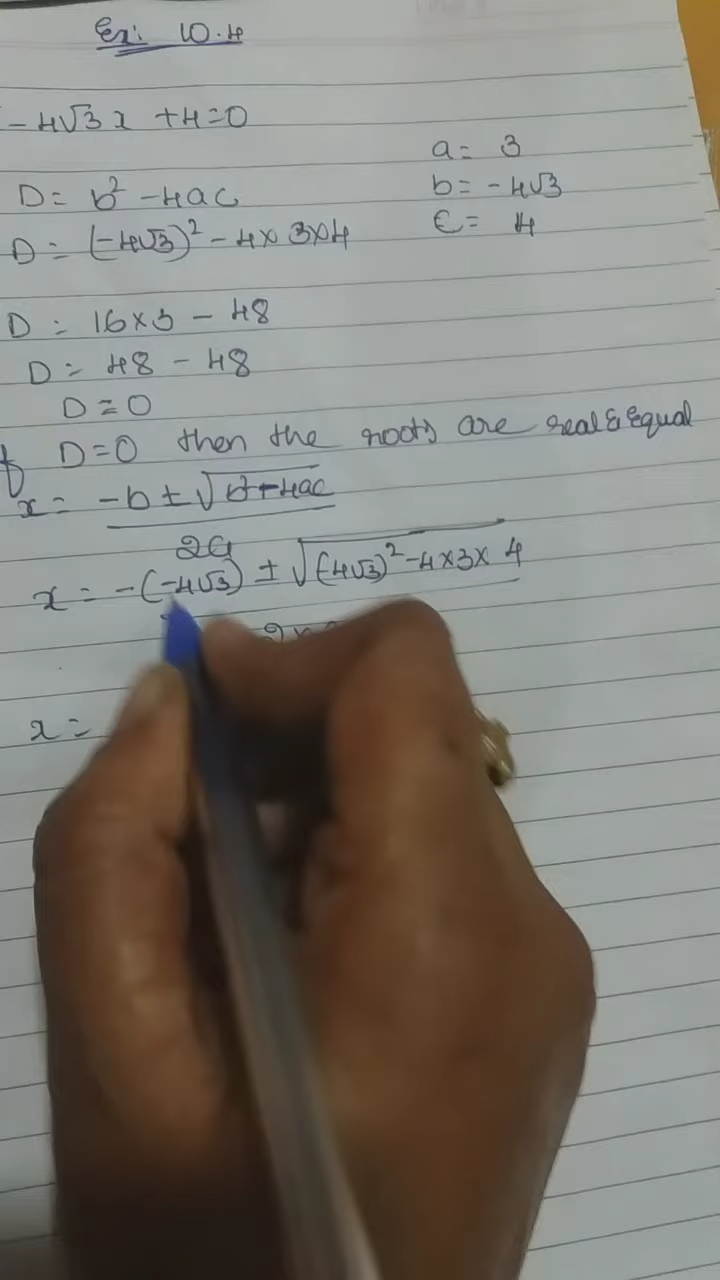 Ex: 10.4
- 4√3 x + 4 = 0
a = 3
b = - 4√3
c = 4
D = b² - 4ac
D = (-4√3)² - 4 × 3 × 4
D = 16 × 3 - 48
D = 48 - 48
D = 0
D = 0 then the roots are real & Equal
x = -b ± √b² - 4ac
2a
x = -(-4√3) ± √(4√3)² - 4 × 3 × 4
x =